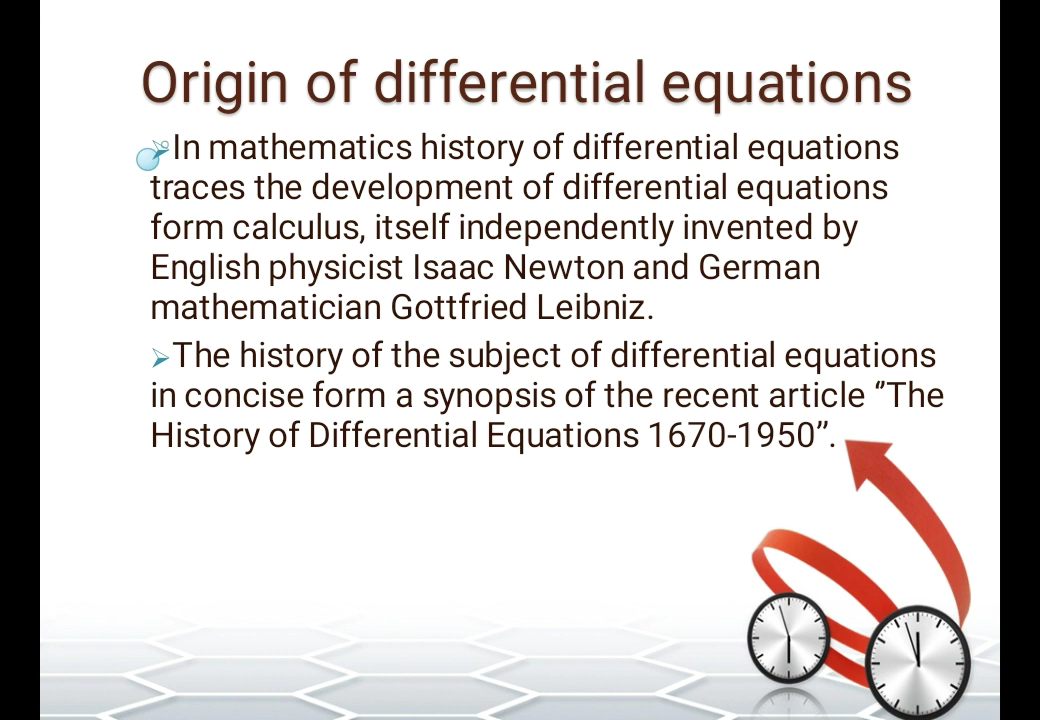 Origin of differential equations
➢In mathematics history of differential equations
traces the development of differential equations
form calculus, itself independently invented by
English physicist Isaac Newton and German
mathematician Gottfried Leibniz.
➢The history of the subject of differential equations
in concise form a synopsis of the recent article “The
History of Differential Equations 1670-1950”.